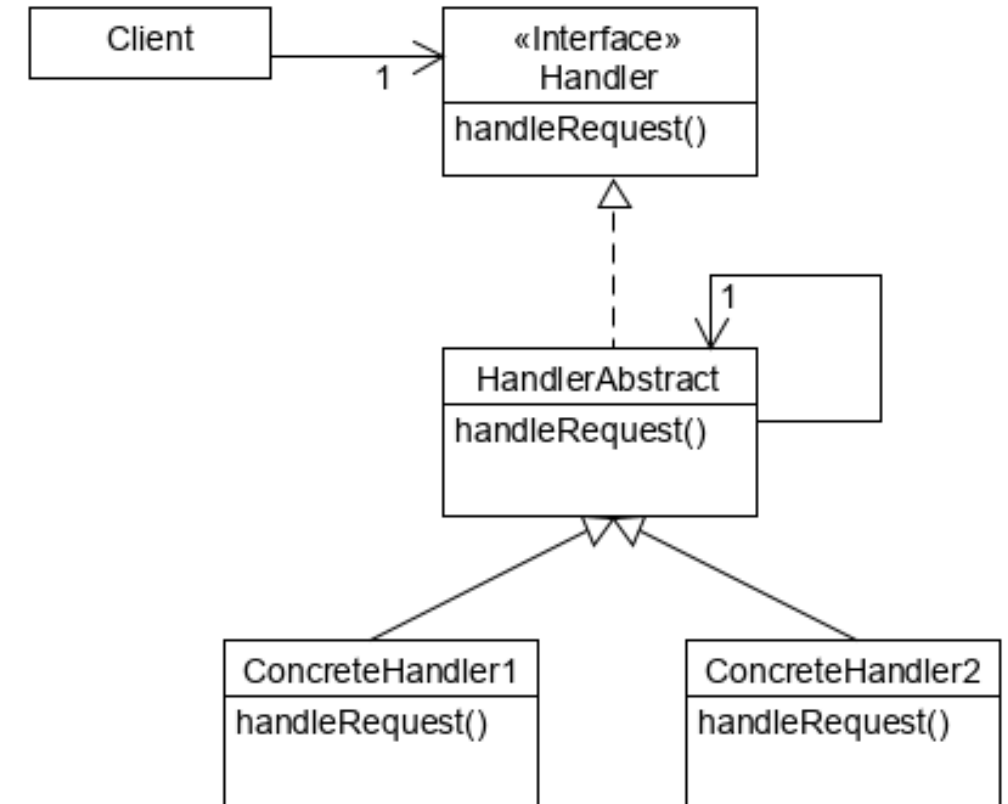 Client
1
«Interface»
Handler
handleRequest()
1
HandlerAbstract
handleRequest()
ConcreteHandler1
handleRequest()
ConcreteHandler2
handleRequest()